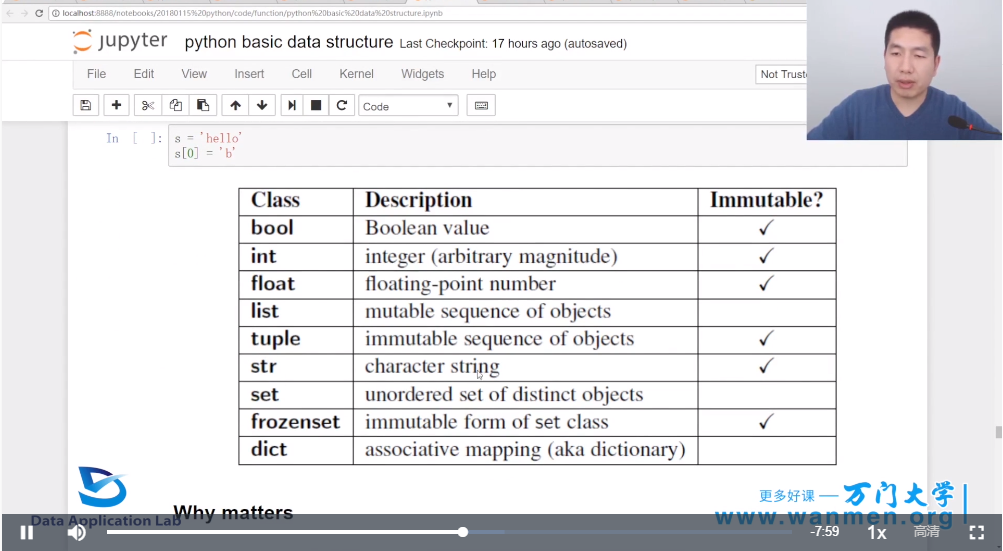 localhost:8888/notebooks/20180115%20python/code/function/python%20basic%20data%20structure.ipynb
jupyter python basic data structure Last Checkpoint: 17 hours ago (autosaved)
File Edit View Insert Cell Kernel Widgets Help Not Truste
Code
In [ ]: s = 'hello'
s[0] = 'b'
Class Description Immutable?
bool Boolean value ✓
int integer (arbitrary magnitude) ✓
float floating-point number ✓
list mutable sequence of objects
tuple immutable sequence of objects ✓
str character string ✓
set unordered set of distinct objects
frozenset immutable form of set class ✓
dict associative mapping (aka dictionary)
更多好课 — 万门大学
Why matters
Data Application Lab
www.wanmen.org
-7:59 1x 高清